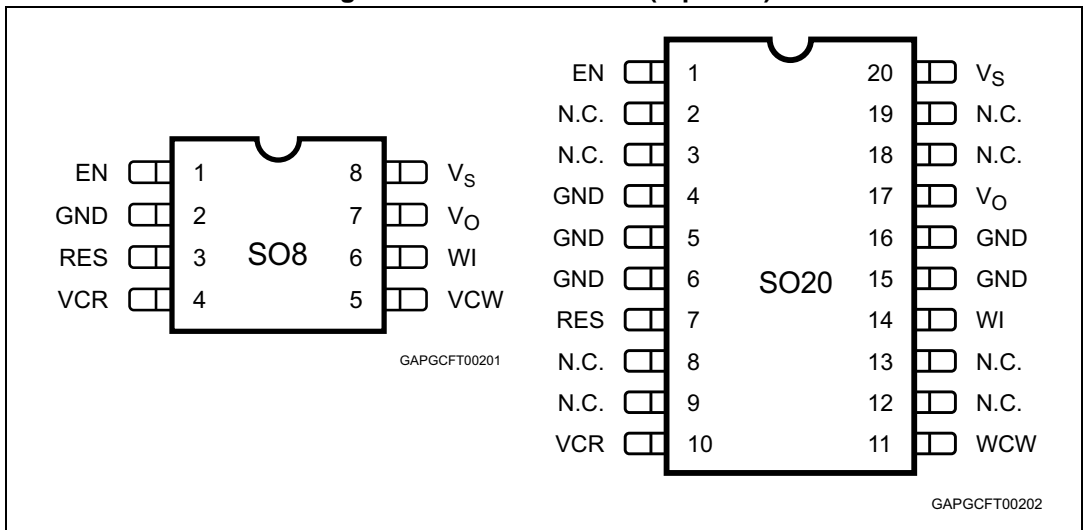 EN 1 8 VS
GND 2 7 VO
RES 3 SO8 6 WI
VCR 4 5 VCW
GAPGCFT00201
EN 1 20 VS
N.C. 2 19 N.C.
N.C. 3 18 N.C.
GND 4 17 VO
GND 5 16 GND
GND 6 SO20 15 GND
RES 7 14 WI
N.C. 8 13 N.C.
N.C. 9 12 N.C.
VCR 10 11 WCW
GAPGCFT00202